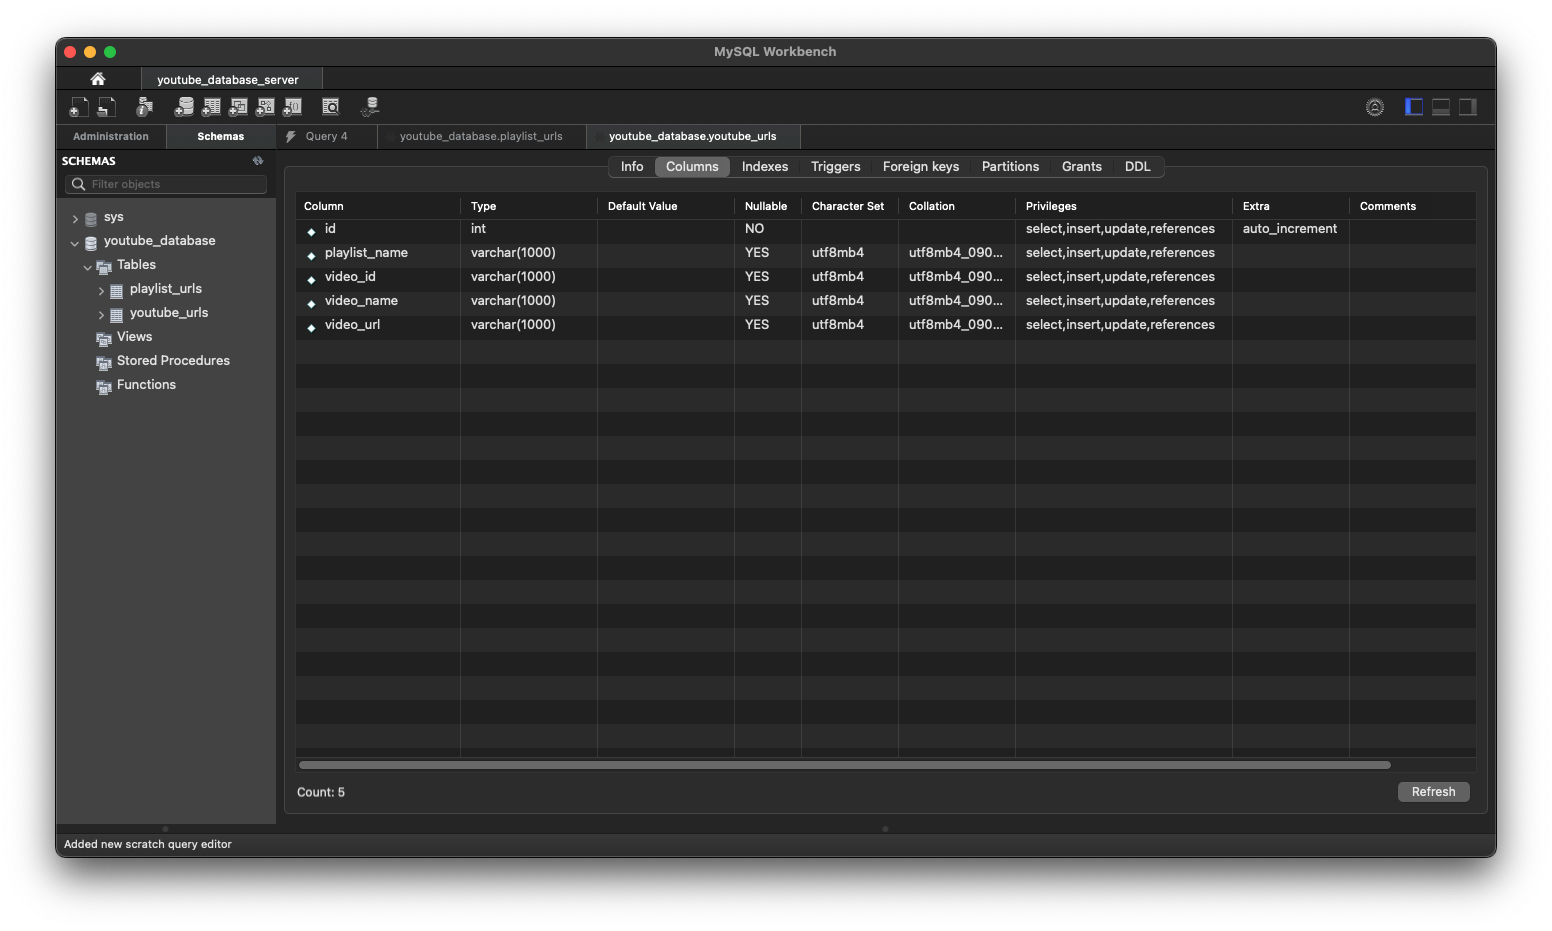 MySQL Workbench
youtube_database_server
Administration Schemas Query 4 youtube_database.playlist_urls youtube_database.youtube_urls
SCHEMAS
Filter objects
sys
youtube_database
Tables
playlist_urls
youtube_urls
Views
Stored Procedures
Functions
Info Columns Indexes Triggers Foreign keys Partitions Grants DDL
Column Type Default Value Nullable Character Set Collation Privileges Extra Comments
id int NO select,insert,update,references auto_increment
playlist_name varchar(1000) YES utf8mb4 utf8mb4_090... select,insert,update,references
video_id varchar(1000) YES utf8mb4 utf8mb4_090... select,insert,update,references
video_name varchar(1000) YES utf8mb4 utf8mb4_090... select,insert,update,references
video_url varchar(1000) YES utf8mb4 utf8mb4_090... select,insert,update,references
Count: 5
Refresh
Added new scratch query editor